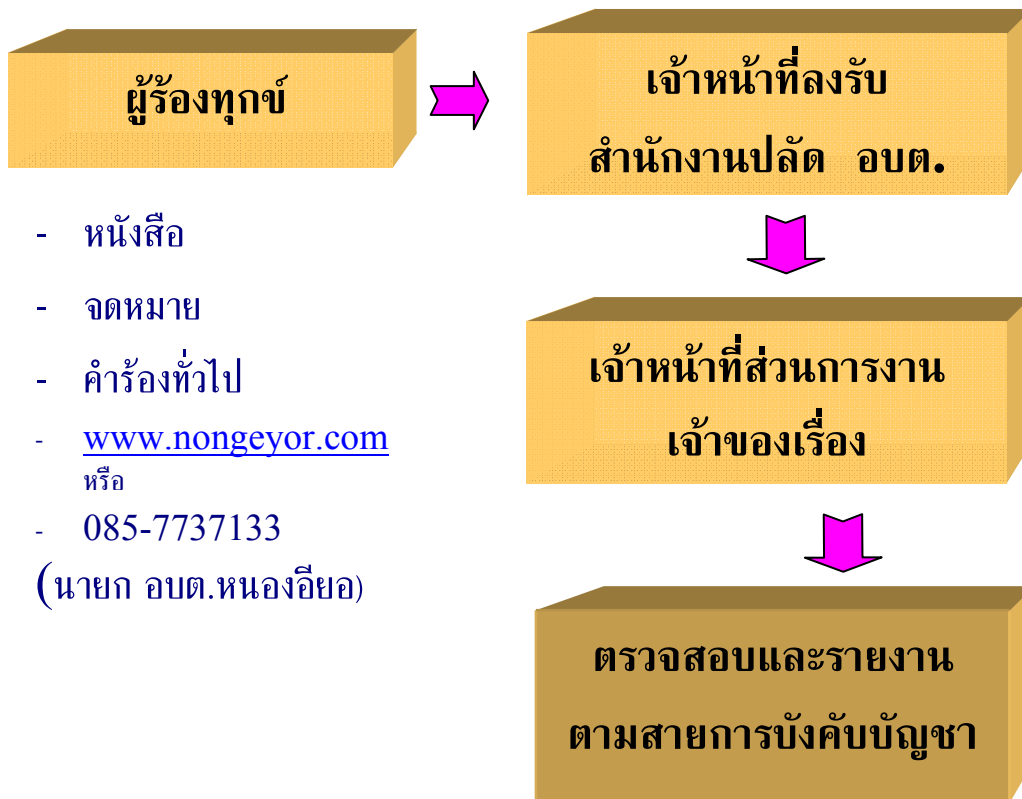 ผู้ร้องทุกข์
- หนังสือ
- จดหมาย
- คำร้องทั่วไป
- www.nongeyor.com
หรือ
- 085-7737133
(นายก อบต.หนองอียอ)
เจ้าหน้าที่ลงรับ
สำนักงานปลัด อบต.
เจ้าหน้าที่ส่วนการงาน
เจ้าของเรื่อง
ตรวจสอบและรายงาน
ตามสายการบังคับบัญชา